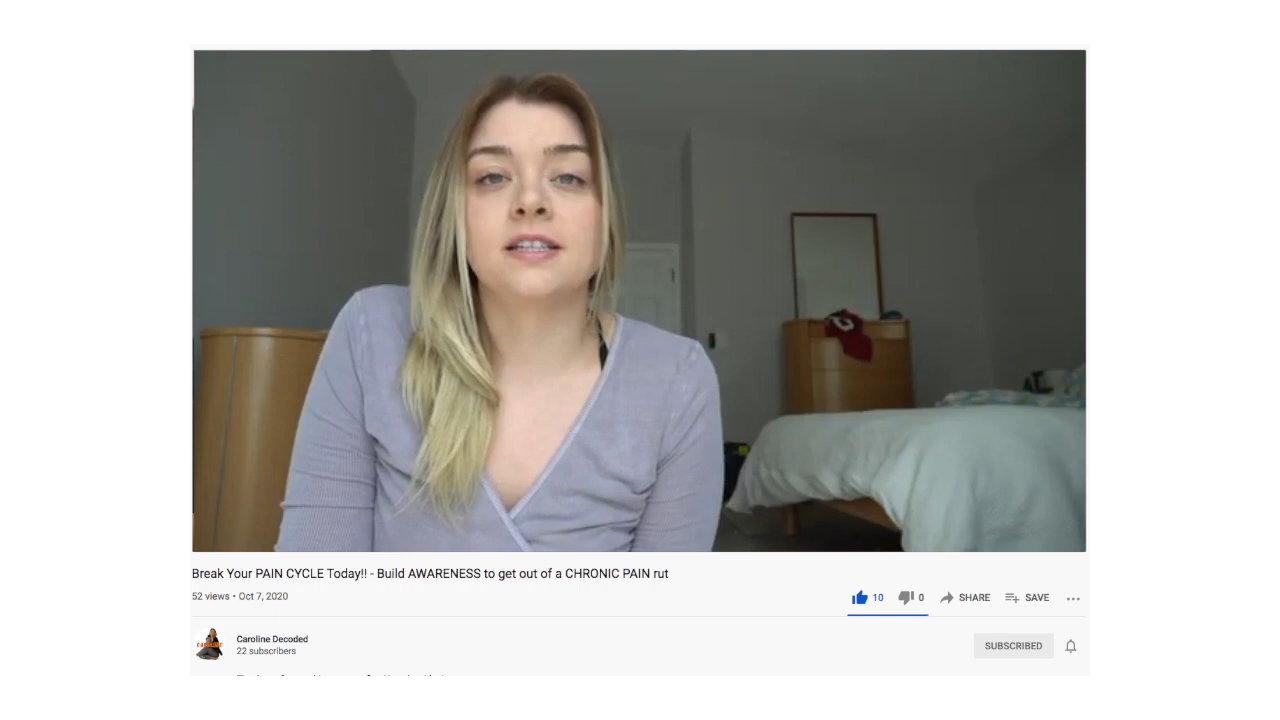 Break Your PAIN CYCLE Today!! - Build AWARENESS to get out of a CHRONIC PAIN rut
52 views • Oct 7, 2020
10 0 SHARE SAVE
Caroline Decoded
22 subscribers
SUBSCRIBED